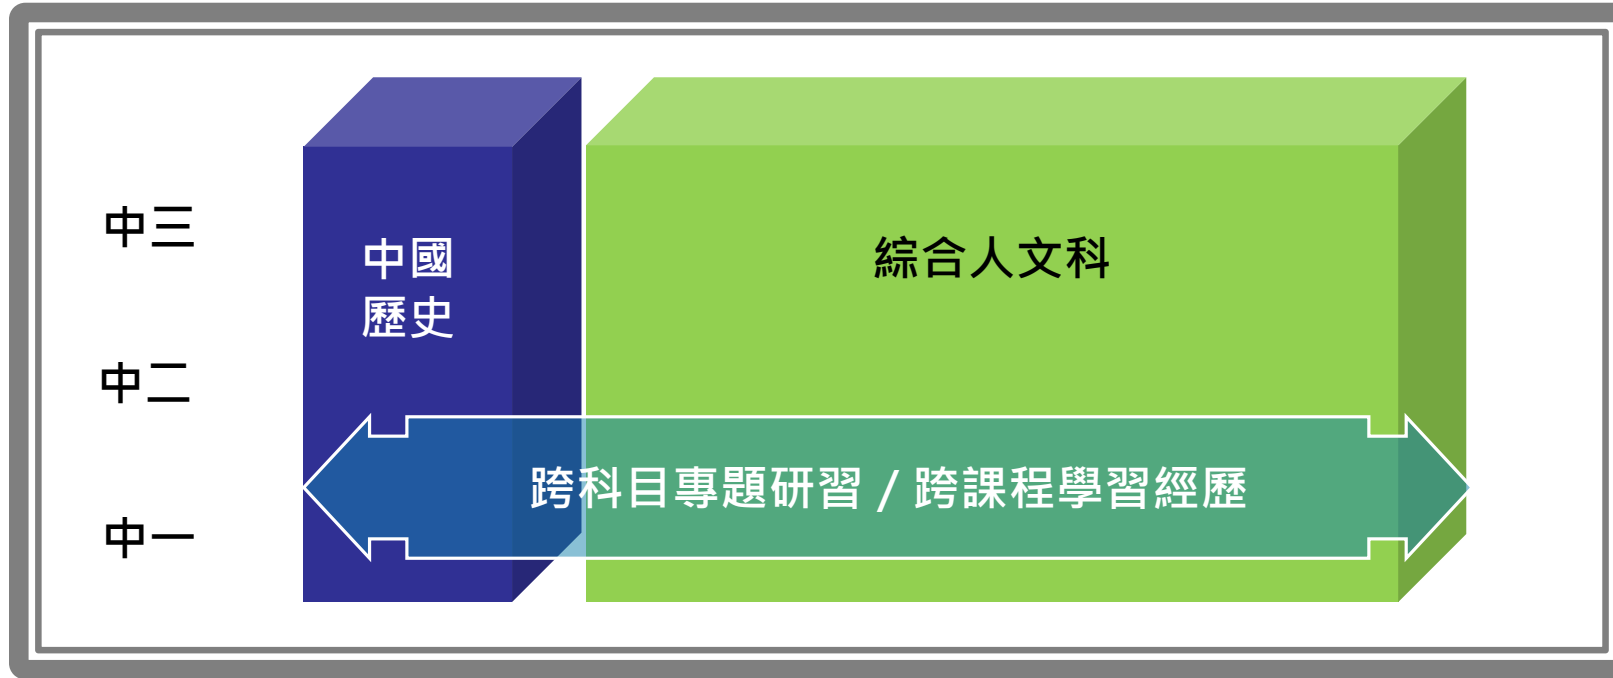 中三
中國
歷史
綜合人文科
中二
跨科目專題研習 / 跨課程學習經歷
中一